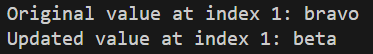 Original value at index 1: bravo
Updated value at index 1: beta